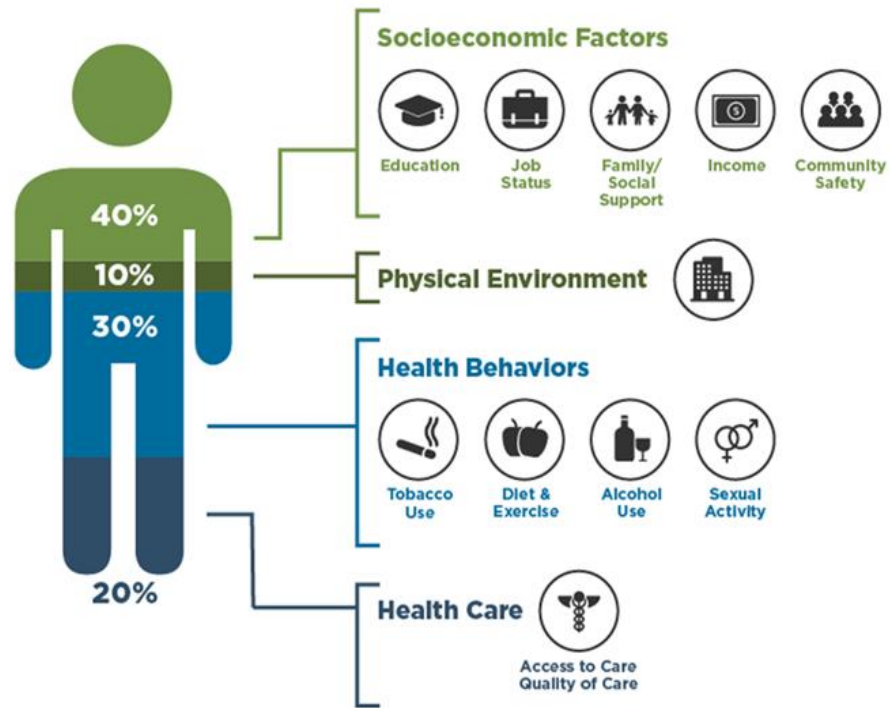 Socioeconomic Factors
Education
Job
Status
Family/
Social
Support
Income
Community
Safety
40%
10%
Physical Environment
30%
Health Behaviors
Tobacco
Use
Diet &
Exercise
Alcohol
Use
Sexual
Activity
20%
Health Care
Access to Care
Quality of Care